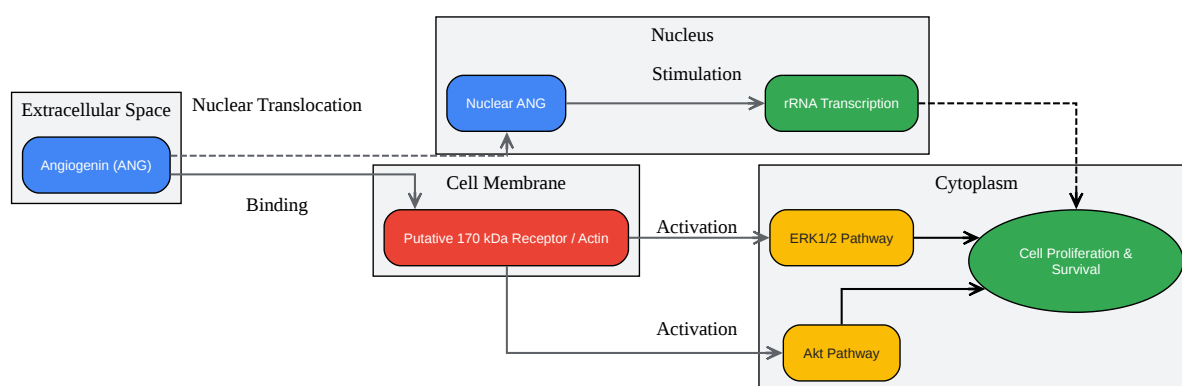 Nucleus
Stimulation
Nuclear ANG
rRNA Transcription
Extracellular Space
Nuclear Translocation
Angiogenin (ANG)
Binding
Cell Membrane
Putative 170 kDa Receptor / Actin
Activation
Activation
Cytoplasm
ERK1/2 Pathway
Cell Proliferation &
Survival
Akt Pathway